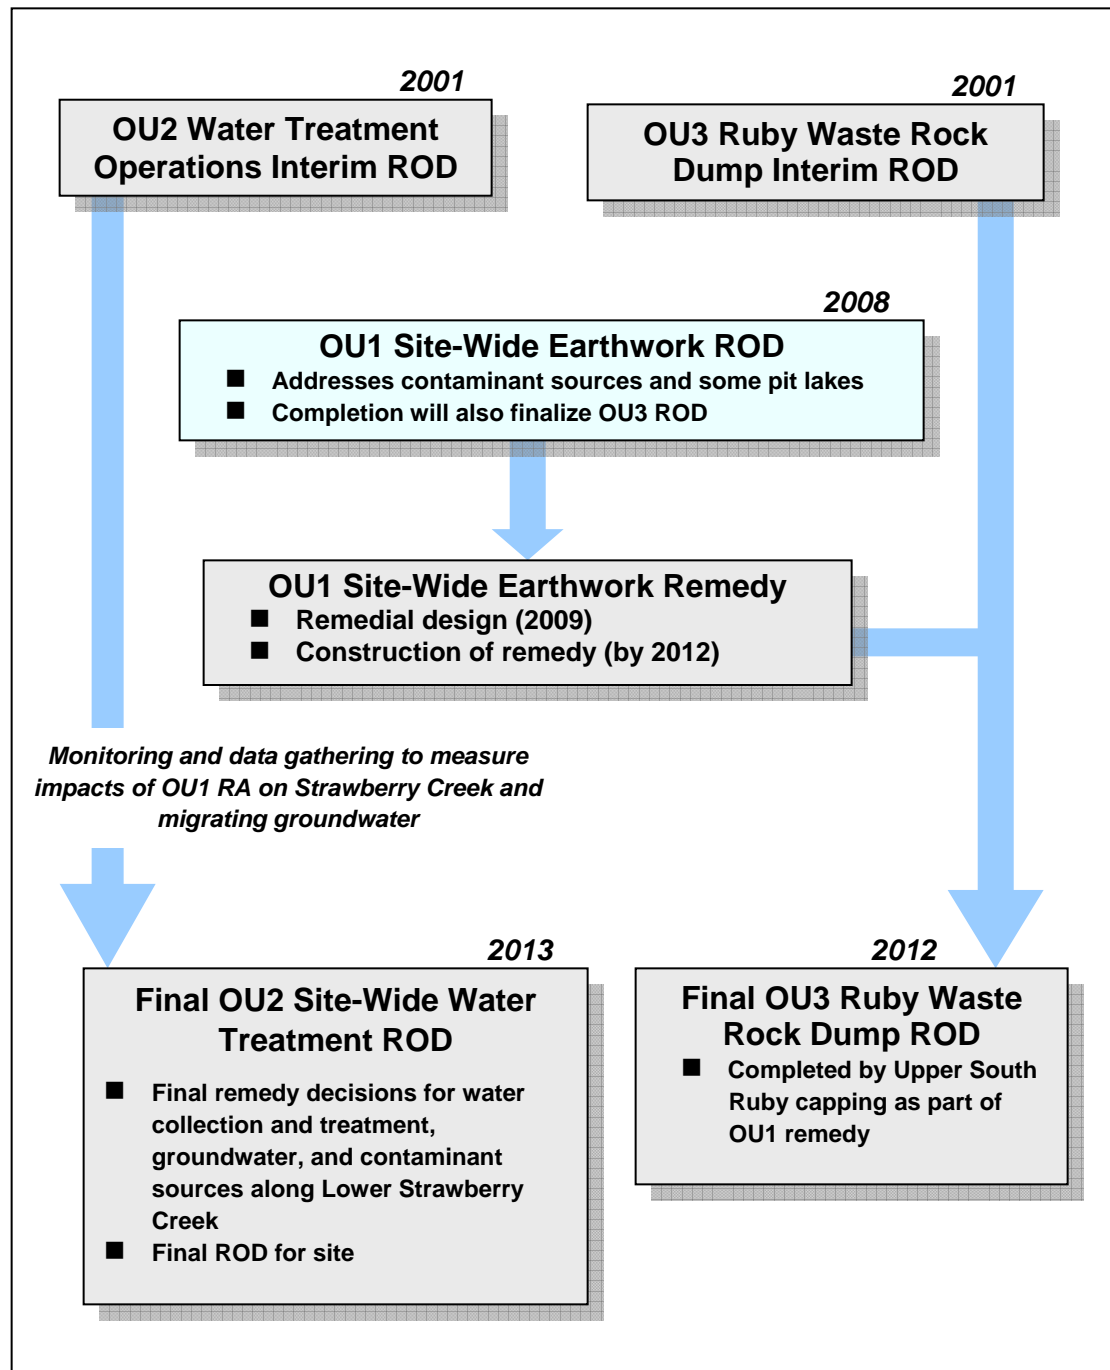 2001
OU2 Water Treatment
Operations Interim ROD
2001
OU3 Ruby Waste Rock
Dump Interim ROD
2008
OU1 Site-Wide Earthwork ROD
■ Addresses contaminant sources and some pit lakes
■ Completion will also finalize OU3 ROD
OU1 Site-Wide Earthwork Remedy
■ Remedial design (2009)
■ Construction of remedy (by 2012)
Monitoring and data gathering to measure
impacts of OU1 RA on Strawberry Creek and
migrating groundwater
2013
Final OU2 Site-Wide Water
Treatment ROD
■ Final remedy decisions for water
collection and treatment,
groundwater, and contaminant
sources along Lower Strawberry
Creek
■ Final ROD for site
2012
Final OU3 Ruby Waste
Rock Dump ROD
■ Completed by Upper South
Ruby capping as part of
OU1 remedy